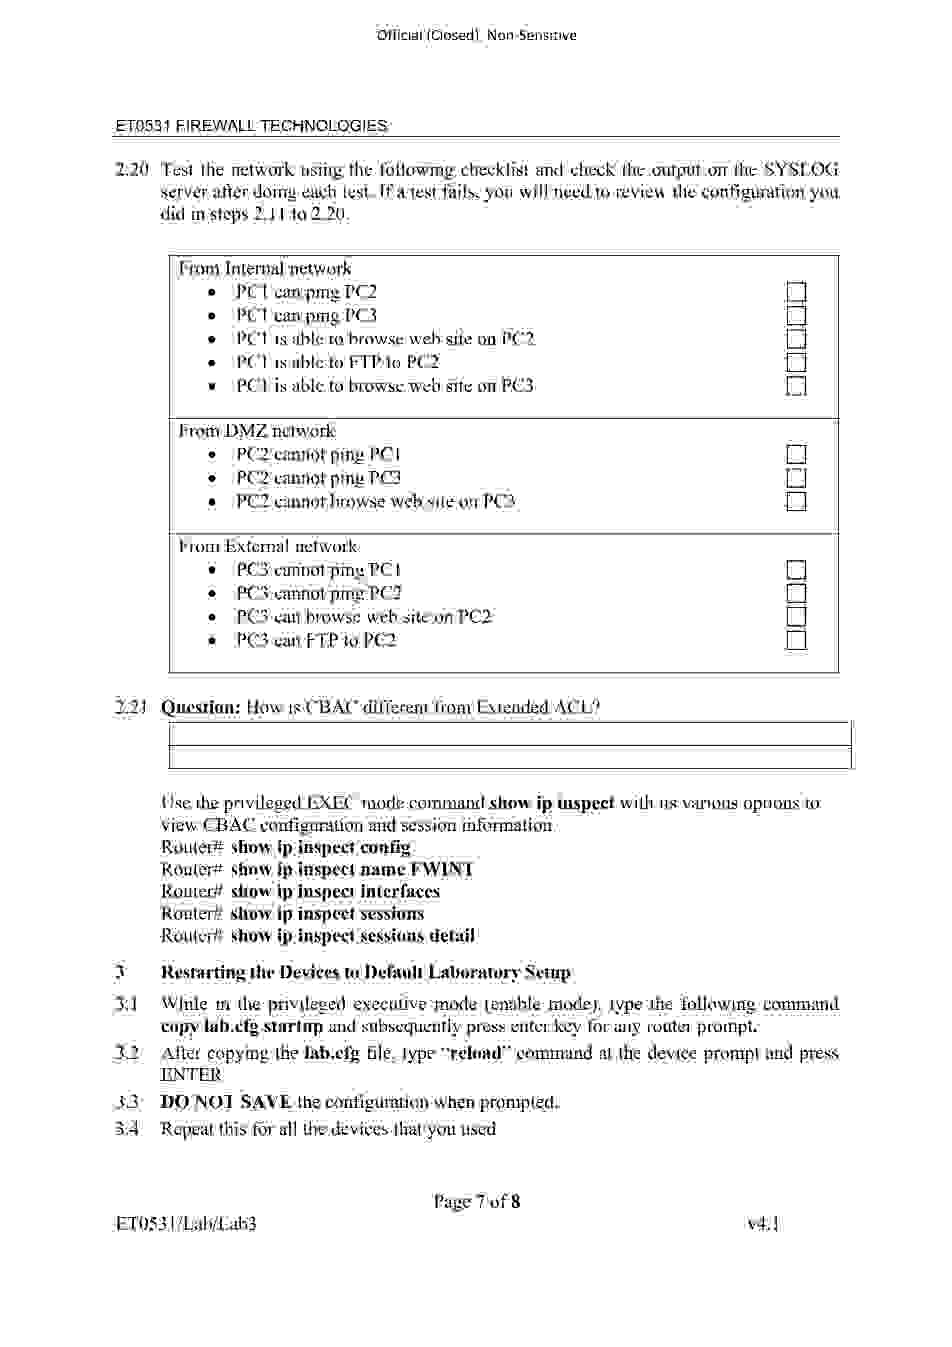 Official (Closed), Non-Sensitive
ET0531 FIREWALL TECHNOLOGIES
2.20 Test the network using the following checklist and check the output on the SYSLOG
server after doing each test. If a test fails, you will need to review the configuration you
did in steps 2.11 to 2.20.
From Internal network
• PC1 can ping PC2
• PC1 can ping PC3
• PC1 is able to browse web site on PC2
• PC1 is able to FTP to PC2
• PC1 is able to browse web site on PC3
From DMZ network
• PC2 cannot ping PC1
• PC2 cannot ping PC3
• PC2 cannot browse web site on PC3
From External network
• PC3 cannot ping PC1
• PC3 cannot ping PC2
• PC3 can browse web site on PC2
• PC3 can FTP to PC2
2.21 Question: How is CBAC different from Extended ACL?
Use the privileged EXEC mode command show ip inspect with its various options to
view CBAC configuration and session information
Router# show ip inspect config
Router# show ip inspect name FWINT
Router# show ip inspect interfaces
Router# show ip inspect sessions
Router# show ip inspect sessions detail
3 Restarting the Devices to Default Laboratory Setup
3.1 While in the privileged executive mode (enable mode), type the following command
copy lab.cfg startup and subsequently press enter key for any router prompt.
3.2 After copying the lab.cfg file, type "reload" command at the device prompt and press
ENTER
3.3 DO NOT SAVE the configuration when prompted.
3.4 Repeat this for all the devices that you used
Page 7 of 8
ET0531/Lab/Lab3 v4.1